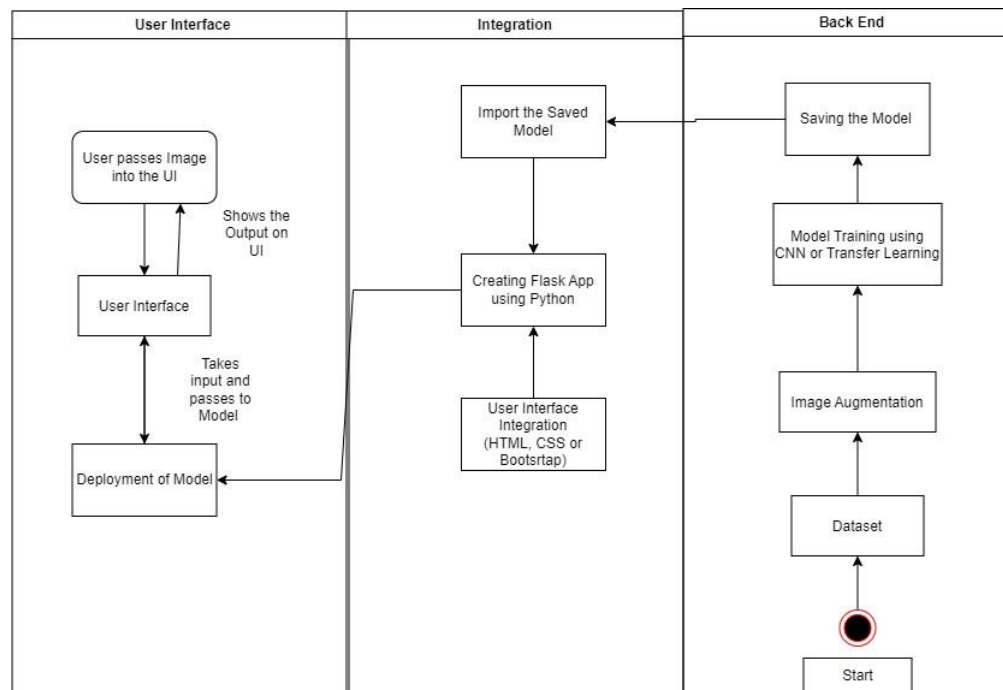 User Interface
Integration
Back End
User passes Image
into the UI
Shows the
Output on
UI
User Interface
Takes
input and
passes to
Model
Deployment of Model
Import the Saved
Model
Creating Flask App
using Python
User Interface
Integration
(HTML, CSS or
Bootsrtap)
Saving the Model
Model Training using
CNN or Transfer Learning
Image Augmentation
Dataset
Start